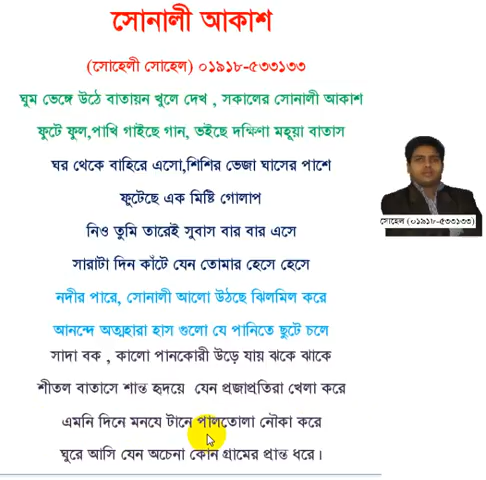 সোনালী আকাশ
(সোহেলী সোহেল) ০১৯১৮-৫৩৩১৩৩
ঘুম ভেঙ্গে উঠে বাতায়ন খুলে দেখ , সকালের সোনালী আকাশ
ফুটে ফুল,পাখি গাইছে গান, ভইছে দক্ষিণা মহূয়া বাতাস
ঘর থেকে বাহিরে এসো,শিশির ভেজা ঘাসের পাশে
ফুটেছে এক মিষ্টি গোলাপ
নিও তুমি তারেই সুবাস বার বার এসে
সারাটা দিন কাঁটে যেন তোমার হেসে হেসে
নদীর পারে, সোনালী আলো উঠছে ঝিলমিল করে
আনন্দে অত্মহারা হাস গুলো যে পানিতে ছুটে চলে
সাদা বক , কালো পানকোরী উড়ে যায় ঝকে ঝাকে
শীতল বাতাসে শান্ত হৃদয়ে যেন প্রজাপ্রতিরা খেলা করে
এমনি দিনে মনযে টানে পালতোলা নৌকা করে
ঘুরে আসি যেন অচেনা কোন গ্রামের প্রান্ত ধরে।
সোহেল (০১৯১৮-৫৩৩১৩৩)